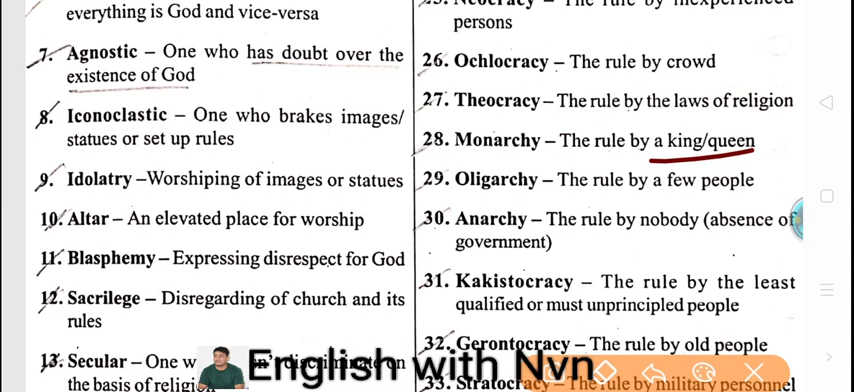 everything is God and vice-versa
7. Agnostic – One who has doubt over the
existence of God
8. Iconoclastic – One who brakes images/
statues or set up rules
9. Idolatry –Worshiping of images or statues
10. Altar – An elevated place for worship
11. Blasphemy – Expressing disrespect for God
12. Sacrilege – Disregarding of church and its
rules
13. Secular – One w
the basis of religi
persons
26. Ochlocracy – The rule by crowd
27. Theocracy – The rule by the laws of religion
28. Monarchy – The rule by a king/queen
29. Oligarchy – The rule by a few people
30. Anarchy – The rule by nobody (absence of
government)
31. Kakistocracy – The rule by the least
qualified or must unprincipled people
32. Gerontocracy – The rule by old people
33. Stratocracy – The rule by military personnel
English with Nvn